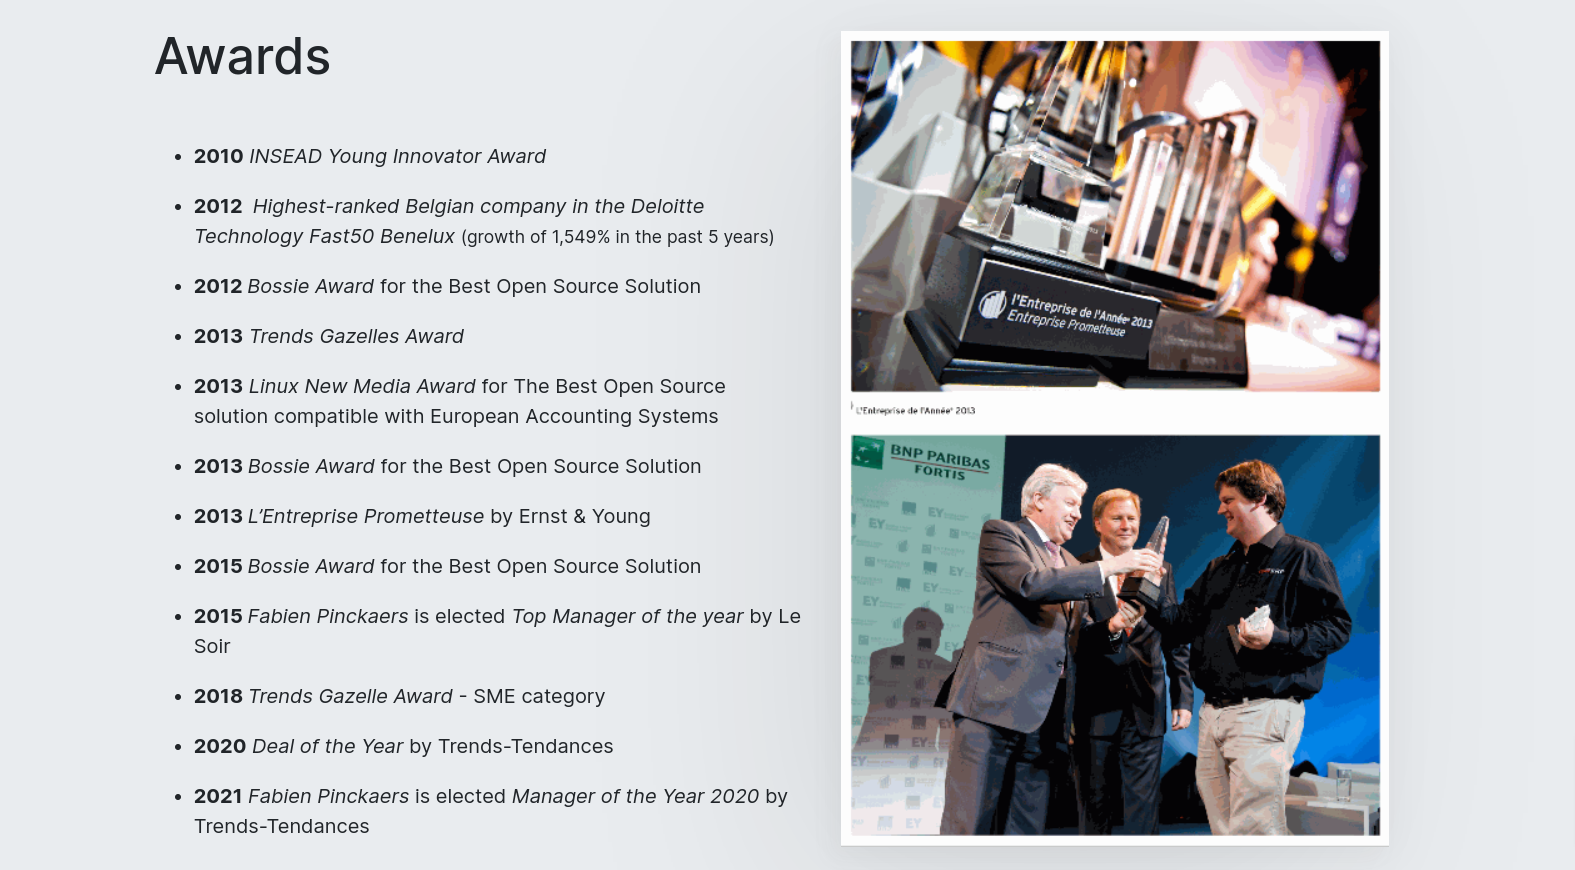 Awards
• 2010 INSEAD Young Innovator Award
• 2012 Highest-ranked Belgian company in the Deloitte
Technology Fast50 Benelux (growth of 1,549% in the past 5 years)
• 2012 Bossie Award for the Best Open Source Solution
• 2013 Trends Gazelles Award
• 2013 Linux New Media Award for The Best Open Source
solution compatible with European Accounting Systems
• 2013 Bossie Award for the Best Open Source Solution
• 2013 L’Entreprise Prometteuse by Ernst & Young
• 2015 Bossie Award for the Best Open Source Solution
• 2015 Fabien Pinckaers is elected Top Manager of the year by Le
Soir
• 2018 Trends Gazelle Award - SME category
• 2020 Deal of the Year by Trends-Tendances
• 2021 Fabien Pinckaers is elected Manager of the Year 2020 by
Trends-Tendances
l'Entreprise de l'Année 2013
Entreprise Prometteuse
L'Entreprise de l'Année 2013
BNP PARIBAS
FORTIS
EY
EY
EY
EY
EY
EY
EY